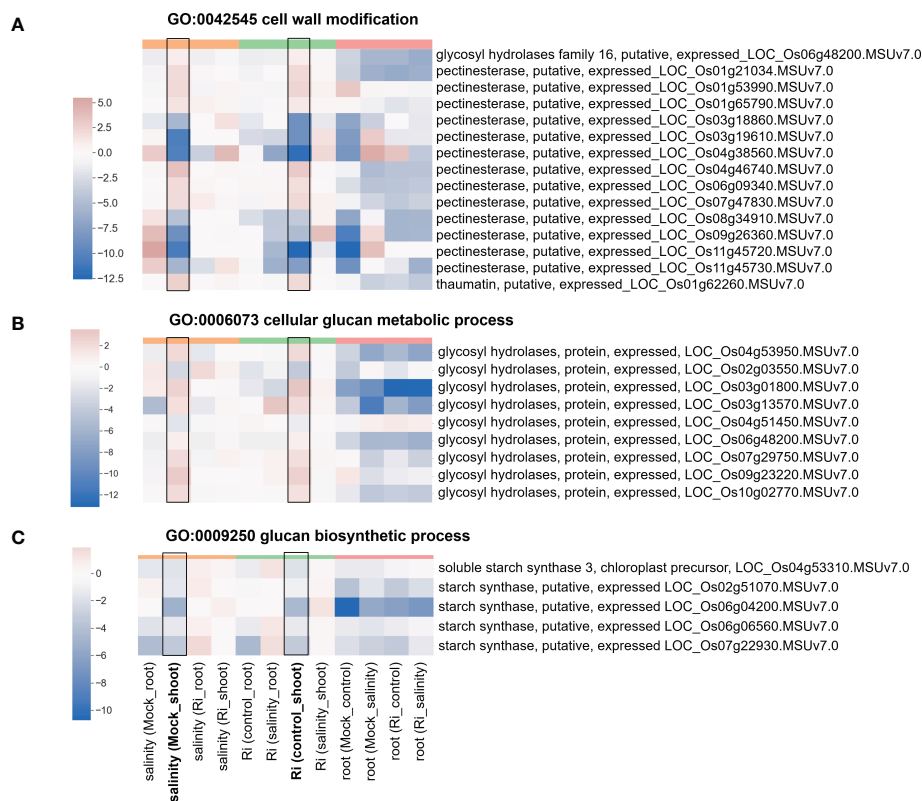 A
GO:0042545 cell wall modification
glycosyl hydrolases family 16, putative, expressed_LOC_Os06g48200.MSUv7.0
pectinesterase, putative, expressed_LOC_Os01g21034.MSUv7.0
pectinesterase, putative, expressed_LOC_Os01g53990.MSUv7.0
pectinesterase, putative, expressed_LOC_Os01g65790.MSUv7.0
pectinesterase, putative, expressed_LOC_Os03g18860.MSUv7.0
pectinesterase, putative, expressed_LOC_Os03g19610.MSUv7.0
pectinesterase, putative, expressed_LOC_Os04g38560.MSUv7.0
pectinesterase, putative, expressed_LOC_Os04g46740.MSUv7.0
pectinesterase, putative, expressed_LOC_Os06g09340.MSUv7.0
pectinesterase, putative, expressed_LOC_Os07g47830.MSUv7.0
pectinesterase, putative, expressed_LOC_Os08g34910.MSUv7.0
pectinesterase, putative, expressed_LOC_Os09g26360.MSUv7.0
pectinesterase, putative, expressed_LOC_Os11g45720.MSUv7.0
pectinesterase, putative, expressed_LOC_Os11g45730.MSUv7.0
thaumatin, putative, expressed_LOC_Os01g62260.MSUv7.0
5.0
2.5
0.0
−2.5
−5.0
−7.5
−10.0
−12.5
B
GO:0006073 cellular glucan metabolic process
glycosyl hydrolases, protein, expressed, LOC_Os04g53950.MSUv7.0
glycosyl hydrolases, protein, expressed, LOC_Os02g03550.MSUv7.0
glycosyl hydrolases, protein, expressed, LOC_Os03g01800.MSUv7.0
glycosyl hydrolases, protein, expressed, LOC_Os03g13570.MSUv7.0
glycosyl hydrolases, protein, expressed, LOC_Os04g51450.MSUv7.0
glycosyl hydrolases, protein, expressed, LOC_Os06g48200.MSUv7.0
glycosyl hydrolases, protein, expressed, LOC_Os07g29750.MSUv7.0
glycosyl hydrolases, protein, expressed, LOC_Os09g23220.MSUv7.0
glycosyl hydrolases, protein, expressed, LOC_Os10g02770.MSUv7.0
2
0
−2
−4
−6
−8
−10
−12
C
GO:0009250 glucan biosynthetic process
soluble starch synthase 3, chloroplast precursor, LOC_Os04g53310.MSUv7.0
starch synthase, putative, expressed LOC_Os02g51070.MSUv7.0
starch synthase, putative, expressed LOC_Os06g04200.MSUv7.0
starch synthase, putative, expressed LOC_Os06g06560.MSUv7.0
starch synthase, putative, expressed LOC_Os07g22930.MSUv7.0
0
−2
−4
−6
−8
−10
salinity (Mock_root)
salinity (Mock_shoot)
salinity (Ri_root)
salinity (Ri_shoot)
Ri (control_root)
Ri (salinity_root)
Ri (control_shoot)
Ri (salinity_shoot)
root (Mock_control)
root (Mock_salinity)
root (Ri_control)
root (Ri_salinity)